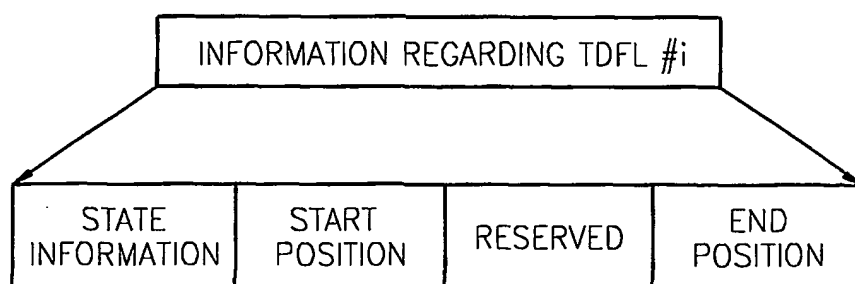 INFORMATION REGARDING TDFL #i
STATE
INFORMATION
START
POSITION
RESERVED
END
POSITION